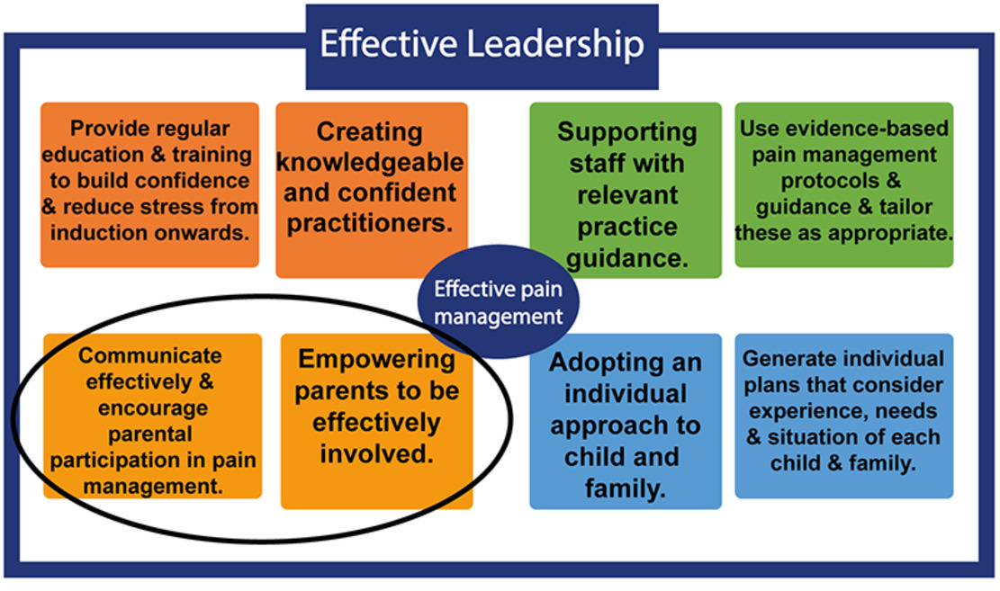 Effective Leadership
Provide regular
education & training
to build confidence
& reduce stress from
induction onwards.
Creating
knowledgeable
and confident
practitioners.
Supporting
staff with
relevant
practice
guidance.
Use evidence-based
pain management
protocols &
guidance & tailor
these as appropriate.
Effective pain
management
Communicate
effectively &
encourage
parental
participation in pain
management.
Empowering
parents to be
effectively
involved.
Adopting an
individual
approach to
child and
family.
Generate individual
plans that consider
experience, needs
& situation of each
child & family.